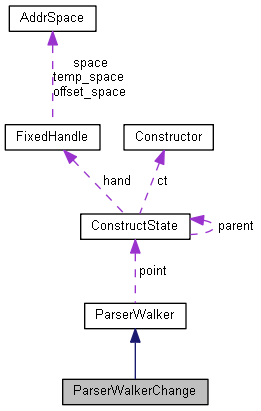 AddrSpace
space
temp_space
offset_space
FixedHandle
Constructor
hand
ct
ConstructState
parent
point
ParserWalker
ParserWalkerChange